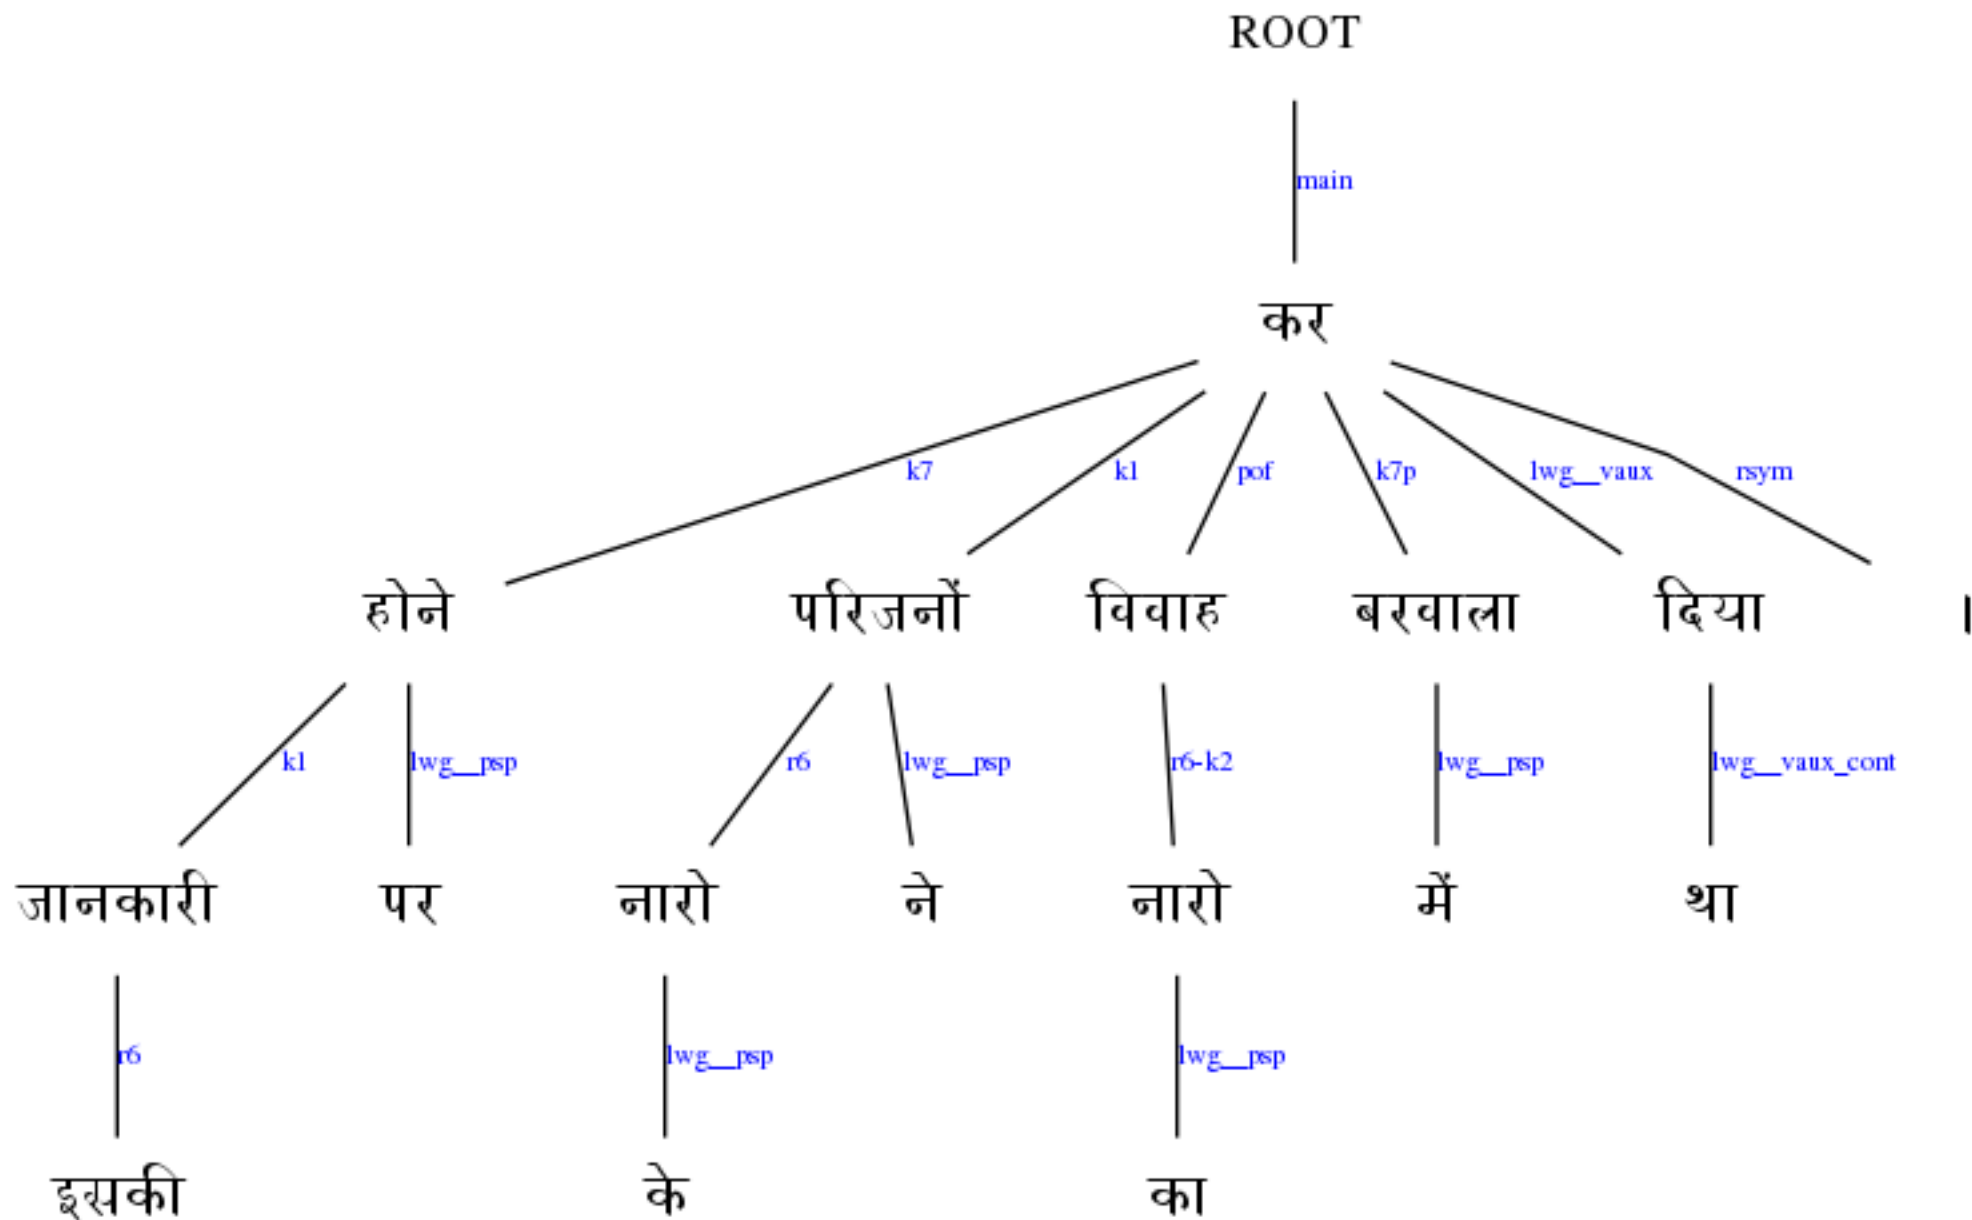 ROOT
main
कर
k7 k1 pof k7p lwg__vaux rsym
होने परिजनों विवाह बरवाला दिया ।
k1 lwg__psp r6 lwg__psp r6-k2 lwg__psp lwg__vaux_cont
जानकारी पर नारो ने नारो में था
r6 lwg__psp lwg__psp
इसकी के का